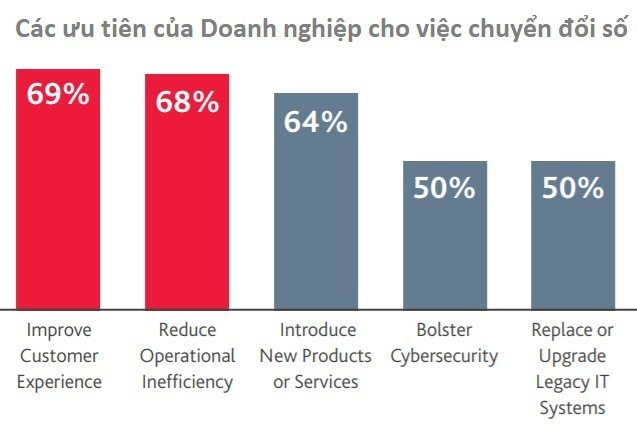 Các ưu tiên của Doanh nghiệp cho việc chuyển đổi số
69%
68%
64%
50%
50%
Improve
Customer
Experience
Reduce
Operational
Inefficiency
Introduce
New Products
or Services
Bolster
Cybersecurity
Replace or
Upgrade
Legacy IT
Systems